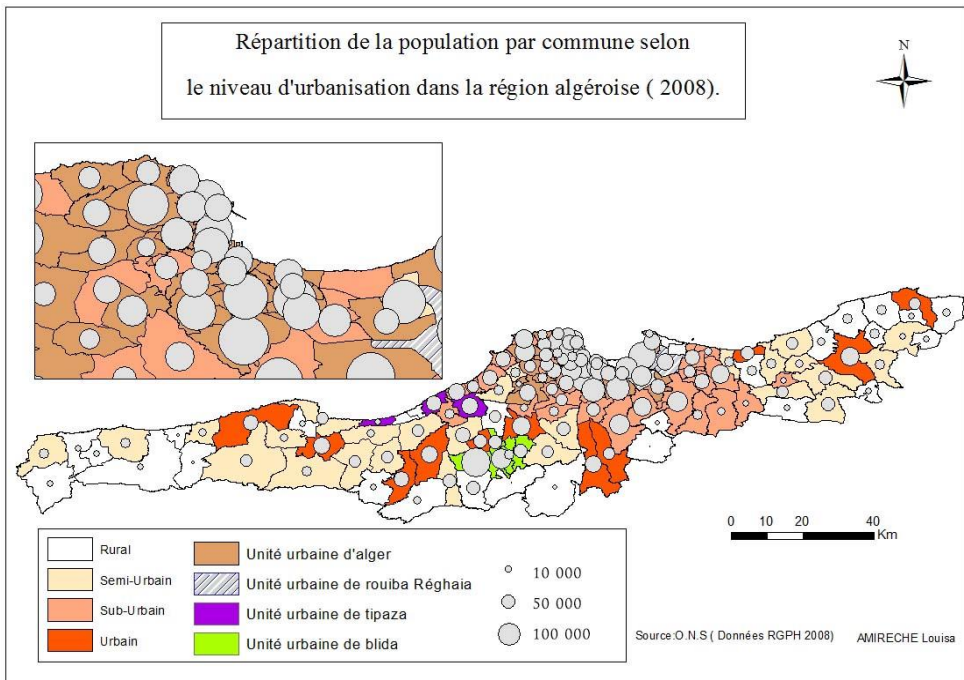 Répartition de la population par commune selon
le niveau d'urbanisation dans la région algéroise ( 2008).
N
Rural
Semi-Urbain
Sub-Urbain
Urbain
Unité urbaine d'alger
Unité urbaine de rouiba Réghaia
Unité urbaine de tipaza
Unité urbaine de blida
10 000
50 000
100 000
0 10 20 40
Km
Source:O.N.S ( Données RGPH 2008) AMIRECHE Louisa